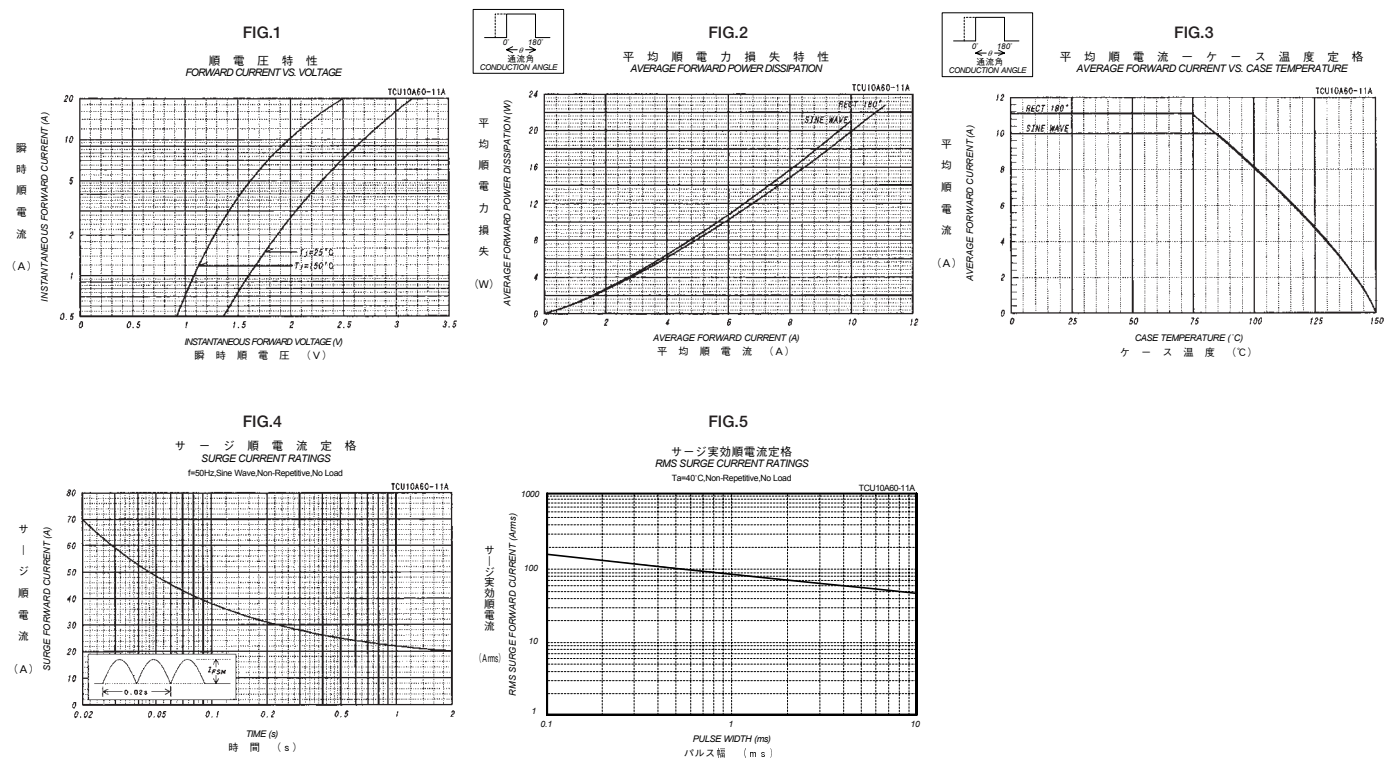 FIG.1
順電圧特性
FORWARD CURRENT VS. VOLTAGE
TCU10A60-11A
瞬時順電流 (A)
INSTANTANEOUS FORWARD CURRENT (A)
20
10
5
2
1
0.5
Tj=25°C
Tj=150°C
0 0.5 1.0 1.5 2.0 2.5 3.0 3.5
INSTANTANEOUS FORWARD VOLTAGE (V)
瞬時順電圧 (V)
0° 180°
θ
通流角
CONDUCTION ANGLE
FIG.2
平均順電力損失特性
AVERAGE FORWARD POWER DISSIPATION
TCU10A60-11A
平均順電力損失 (W)
AVERAGE FORWARD POWER DISSIPATION (W)
24
20
16
12
8
4
0
RECT 180°
SINE WAVE
0 2 4 6 8 10 12
AVERAGE FORWARD CURRENT (A)
平均順電流 (A)
0° 180°
θ
通流角
CONDUCTION ANGLE
FIG.3
平均順電流ーケース温度定格
AVERAGE FORWARD CURRENT VS. CASE TEMPERATURE
TCU10A60-11A
平均順電流 (A)
AVERAGE FORWARD CURRENT (A)
12
10
8
6
4
2
0
RECT 180°
SINE WAVE
0 25 50 75 100 125 150
CASE TEMPERATURE (°C)
ケース温度 (℃)
FIG.4
サージ順電流定格
SURGE CURRENT RATINGS
f=50Hz,Sine Wave,Non-Repetitive,No Load
TCU10A60-11A
サージ順電流 (A)
SURGE FORWARD CURRENT (A)
80
70
60
50
40
30
20
10
0
IFSM
0.02s
0.02 0.05 0.1 0.2 0.5 1 2
TIME (s)
時間 (s)
FIG.5
サージ実効順電流定格
RMS SURGE CURRENT RATINGS
Ta=40°C,Non-Repetitive,No Load
TCU10A60-11A
サージ実効順電流 (Arms)
RMS SURGE FORWARD CURRENT (Arms)
1000
100
10
1
0.1 1 10
PULSE WIDTH (ms)
パルス幅 (ms)